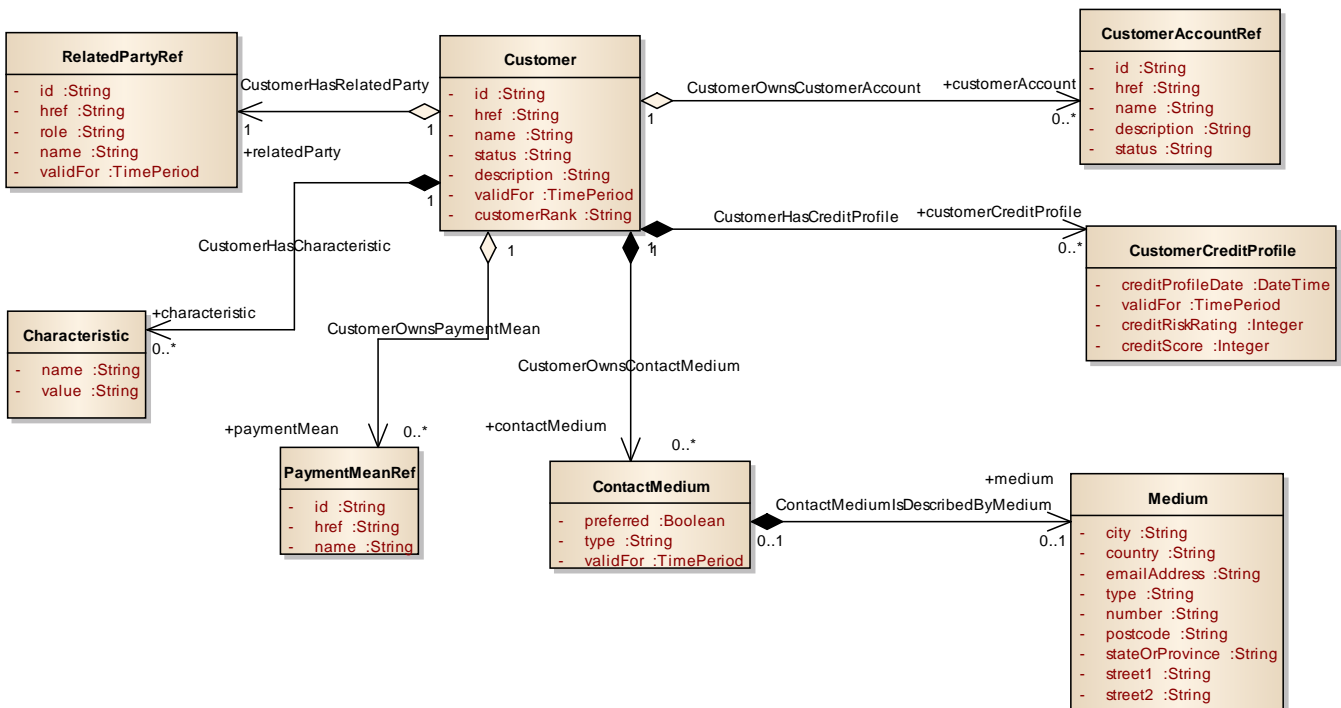 RelatedPartyRef
- id :String
- href :String
- role :String
- name :String
- validFor :TimePeriod
CustomerHasRelatedParty
1
1
+relatedParty
Customer
- id :String
- href :String
- name :String
- status :String
- description :String
- validFor :TimePeriod
- customerRank :String
CustomerOwnsCustomerAccount
+customerAccount
1
0..*
CustomerAccountRef
- id :String
- href :String
- name :String
- description :String
- status :String
1
CustomerHasCharacteristic
+characteristic
0..*
Characteristic
- name :String
- value :String
1
CustomerOwnsPaymentMean
+paymentMean
0..*
PaymentMeanRef
- id :String
- href :String
- name :String
CustomerHasCreditProfile
+customerCreditProfile
1
0..*
CustomerCreditProfile
- creditProfileDate :DateTime
- validFor :TimePeriod
- creditRiskRating :Integer
- creditScore :Integer
1
CustomerOwnsContactMedium
+contactMedium
0..*
ContactMedium
- preferred :Boolean
- type :String
- validFor :TimePeriod
+medium
ContactMediumIsDescribedByMedium
0..1
0..1
Medium
- city :String
- country :String
- emailAddress :String
- type :String
- number :String
- postcode :String
- stateOrProvince :String
- street1 :String
- street2 :String